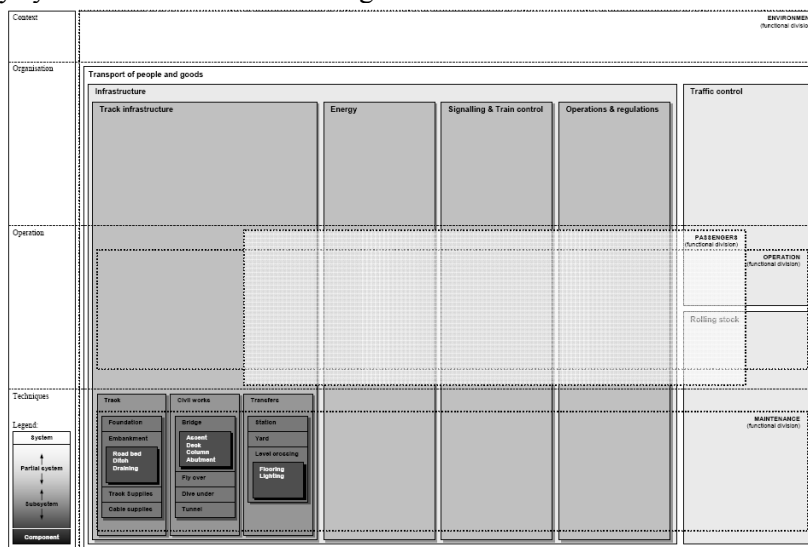 Context
ENVIRONMEN
(functional division)
Organisation
Transport of people and goods
Infrastructure
Traffic control
Track infrastructure
Energy
Signalling & Train control
Operations & regulations
Operation
PASSENGERS
(functional division)
OPERATION
(functional division)
Rolling stock
Techniques
Track
Civil works
Transfers
MAINTENANCE
(functional division)
Legend:
System
Partial system
Subsystem
Component
Foundation
Embankment
Road bed
Ditch
Draining
Track Supplies
Cable supplies
Bridge
Ascent
Deck
Column
Abutment
Fly over
Dive under
Tunnel
Station
Yard
Level crossing
Flooring
Lighting